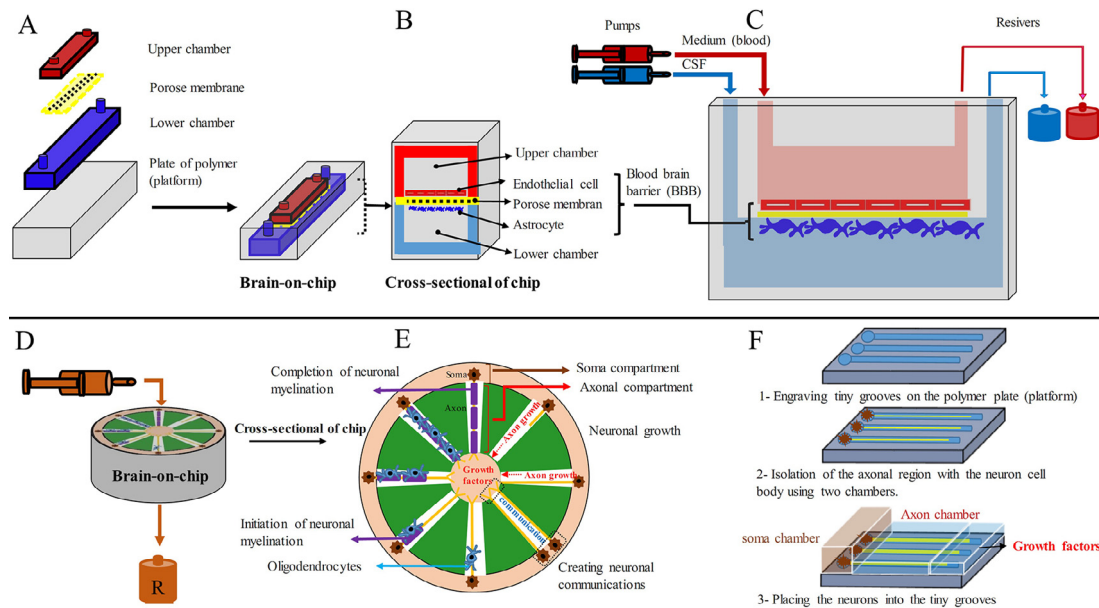 A
Upper chamber
Porose membrane
Lower chamber
Plate of polymer
(platform)
Brain-on-chip
B
Upper chamber
Endothelial cell
Porose membran
Astrocyte
Lower chamber
Cross-sectional of chip
Blood brain
barrier (BBB)
C
Pumps
Medium (blood)
CSF
Resivers
D
Brain-on-chip
R
Cross-sectional of chip
E
Completion of neuronal
myelination
Initiation of neuronal
myelination
Oligodendrocytes
Soma
Axon
Growth
factors
Axon growth
Axon growth
communication
Soma compartment
Axonal compartment
Neuronal growth
Creating neuronal
communications
F
1- Engraving tiny grooves on the polymer plate (platform)
2- Isolation of the axonal region with the neuron cell
body using two chambers.
Axon chamber
soma chamber
Growth factors
3- Placing the neurons into the tiny grooves